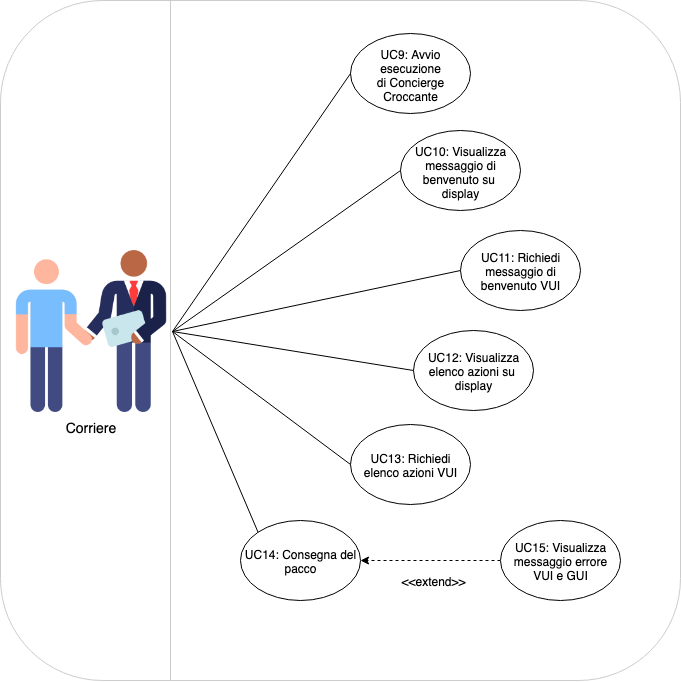 UC9: Avvio
esecuzione
di Concierge
Croccante
UC10: Visualizza
messaggio di
benvenuto su
display
UC11: Richiedi
messaggio di
benvenuto VUI
UC12: Visualizza
elenco azioni su
display
Corriere
UC13: Richiedi
elenco azioni VUI
UC14: Consegna del
pacco
UC15: Visualizza
messaggio errore
VUI e GUI
<<extend>>